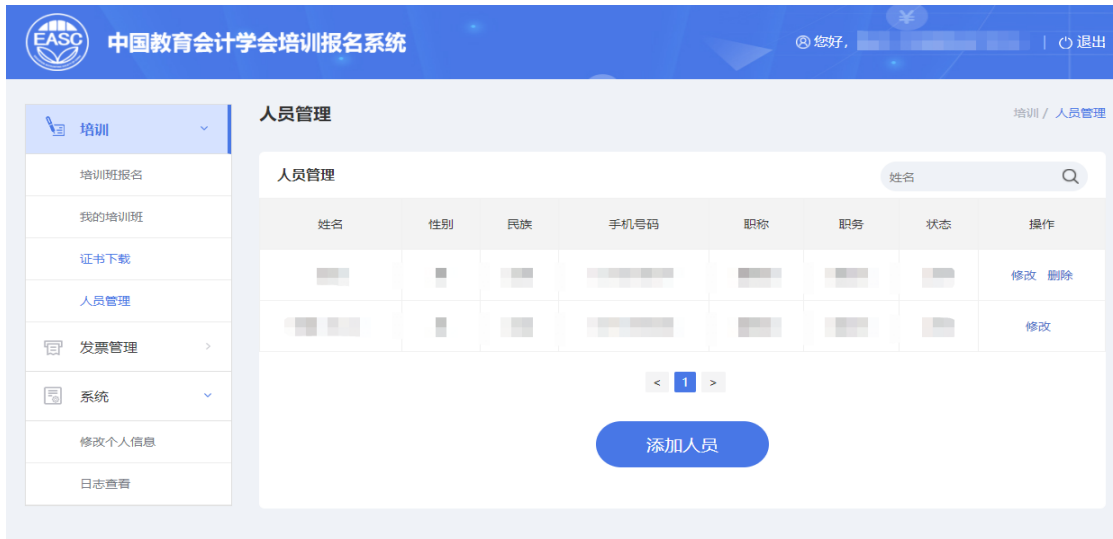 EASC 中国教育会计学会培训报名系统 您好, 退出
人员管理 培训 / 人员管理
培训
培训班报名
我的培训班
证书下载
人员管理
发票管理
系统
修改个人信息
日志查看
人员管理 姓名
姓名 性别 民族 手机号码 职称 职务 状态 操作
修改 删除
修改
< 1 >
添加人员